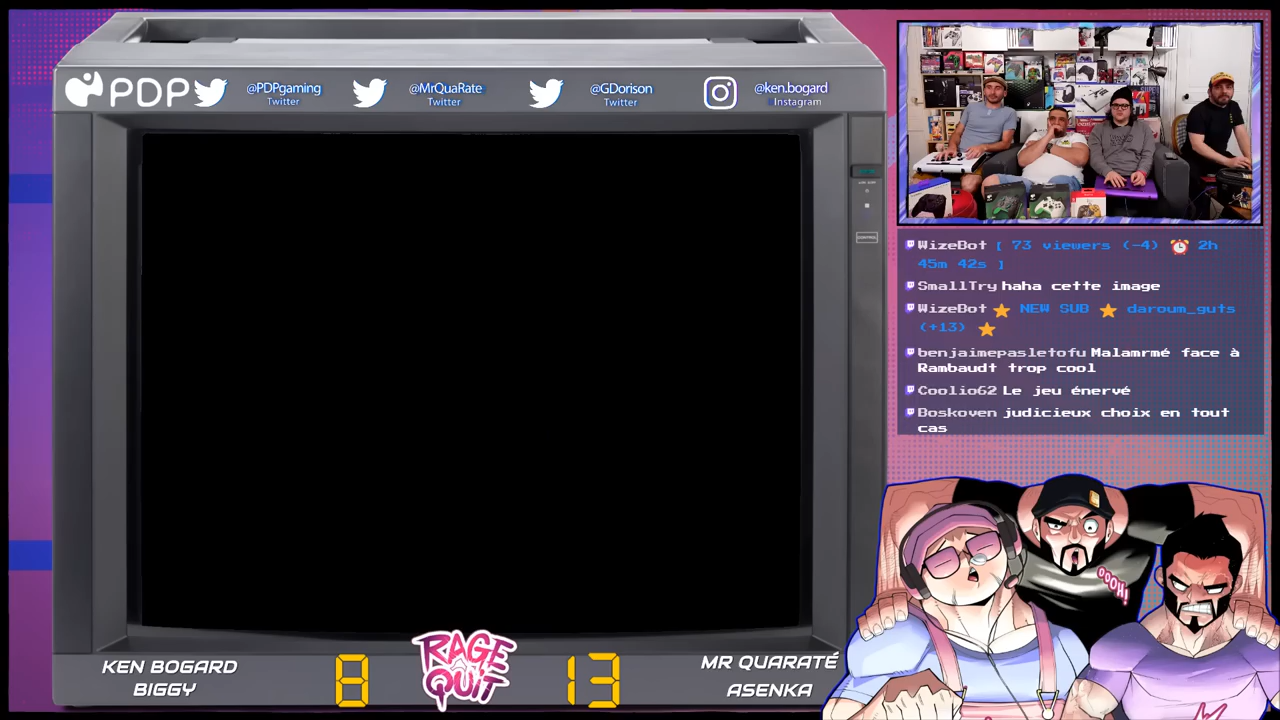 PDP
@PDPgaming
Twitter
@MrQuaRate
Twitter
@GDorison
Twitter
@ken.bogard
Instagram
WizeBot [ 73 viewers (-4) ⏰ 2h
45m 42s ]
SmallTry haha cette image
WizeBot ⭐ NEW SUB ⭐ daroum_guts
(+13) ⭐
benjaimepasletofu Malamrmé face à
Rambaudt trop cool
Coolio62 Le jeu énervé
Boskoven judicieux choix en tout
cas
OOOH!
KEN BOGARD
BIGGY
8
RAGE
QUIT
13
MR QUARATÉ
ASENKA